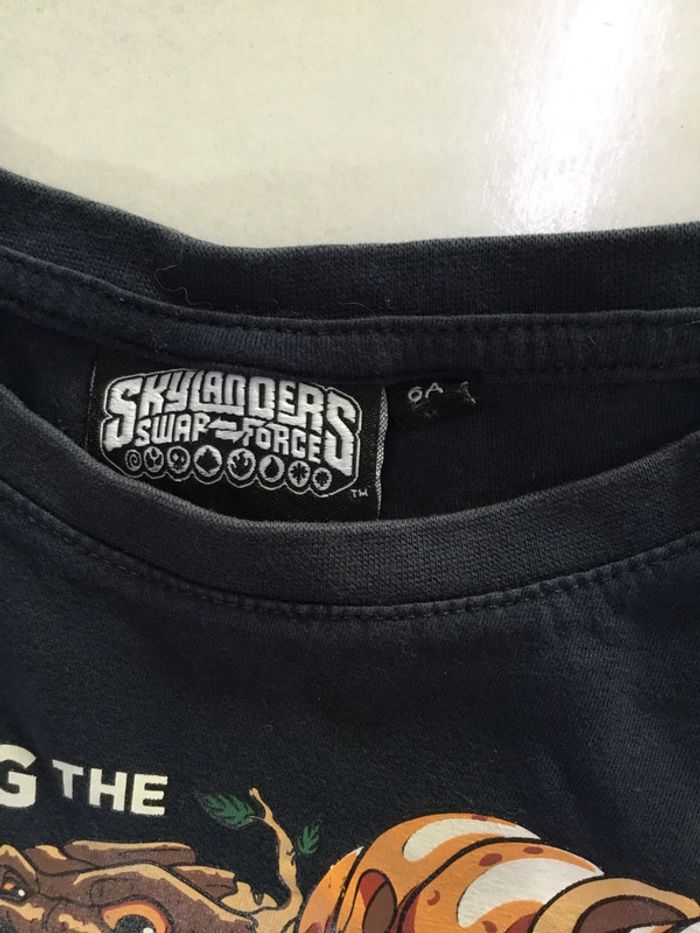 SKYLANDERS
SWAP FORCE
TM
6A
G THE